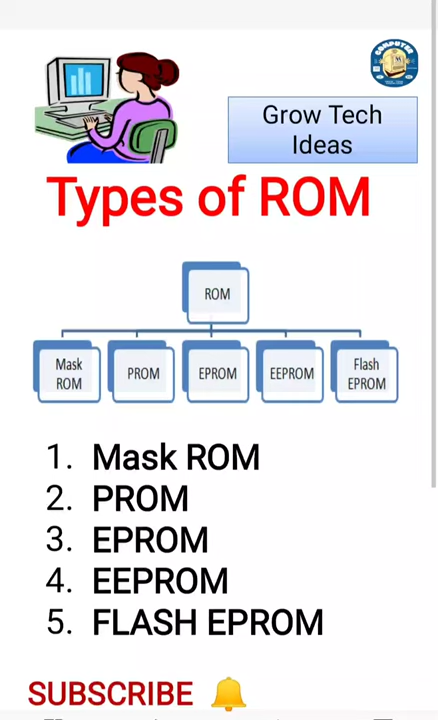 COMPUTER
Grow Tech
Ideas
Types of ROM
ROM
Mask
ROM
PROM
EPROM
EEPROM
Flash
EPROM
1. Mask ROM
2. PROM
3. EPROM
4. EEPROM
5. FLASH EPROM
SUBSCRIBE